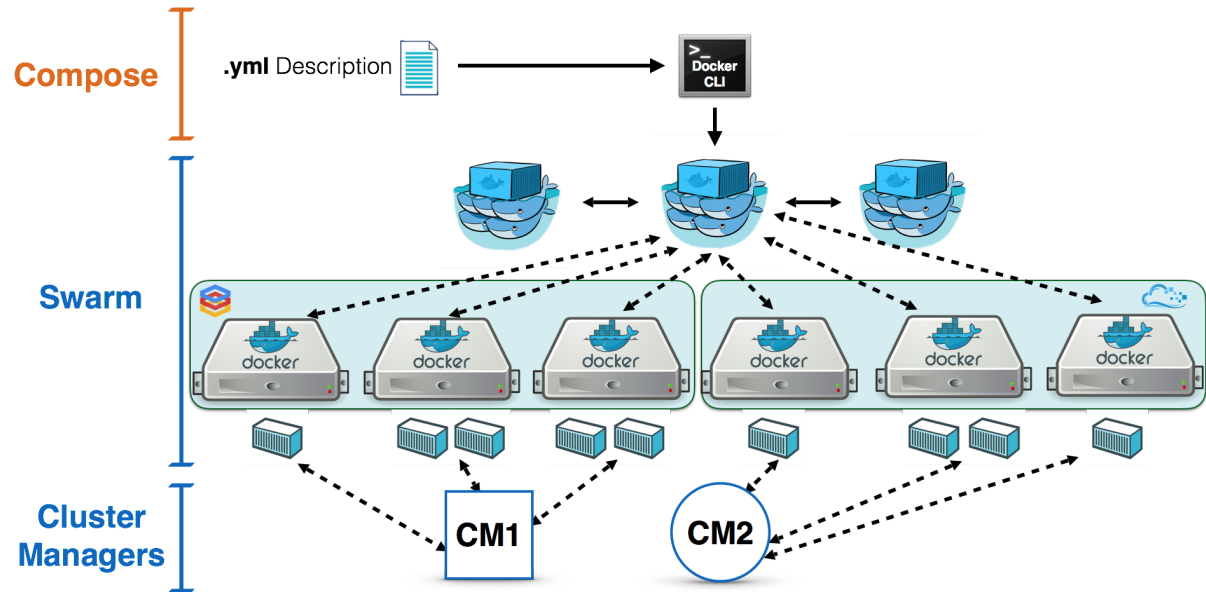 Compose
.yml Description
>_
Docker
CLI
Swarm
docker
docker
docker
docker
docker
docker
Cluster
Managers
CM1
CM2